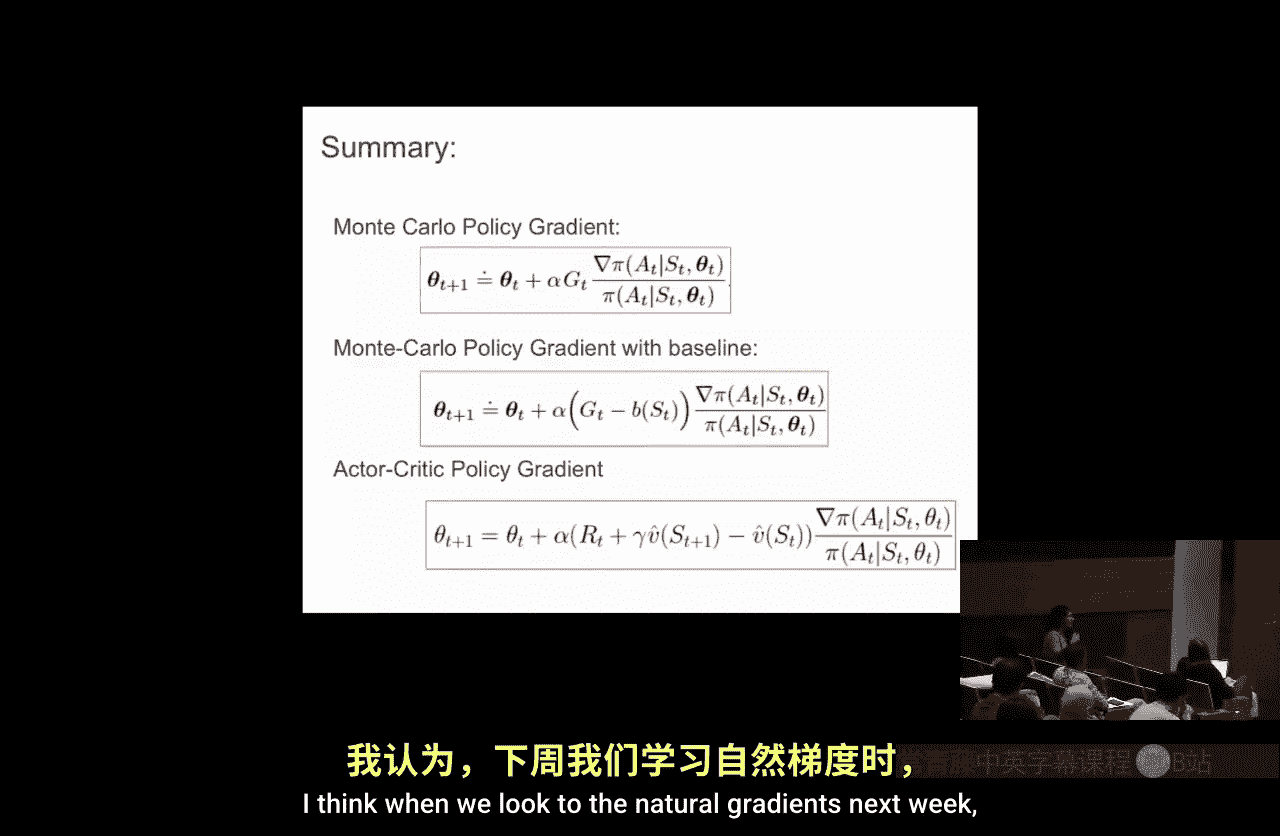 Summary:
Monte Carlo Policy Gradient:
θ_{t+1} ≐ θ_t + αG_t ∇π(A_t|S_t, θ_t) / π(A_t|S_t, θ_t).
Monte-Carlo Policy Gradient with baseline:
θ_{t+1} ≐ θ_t + α(G_t − b(S_t)) ∇π(A_t|S_t, θ_t) / π(A_t|S_t, θ_t)
Actor-Critic Policy Gradient
θ_{t+1} = θ_t + α(R_t + γv̂(S_{t+1}) − v̂(S_t)) ∇π(A_t|S_t, θ_t) / π(A_t|S_t, θ_t)
我认为，下周我们学习自然梯度时，
中英字幕课程 B站
I think when we look to the natural gradients next week,